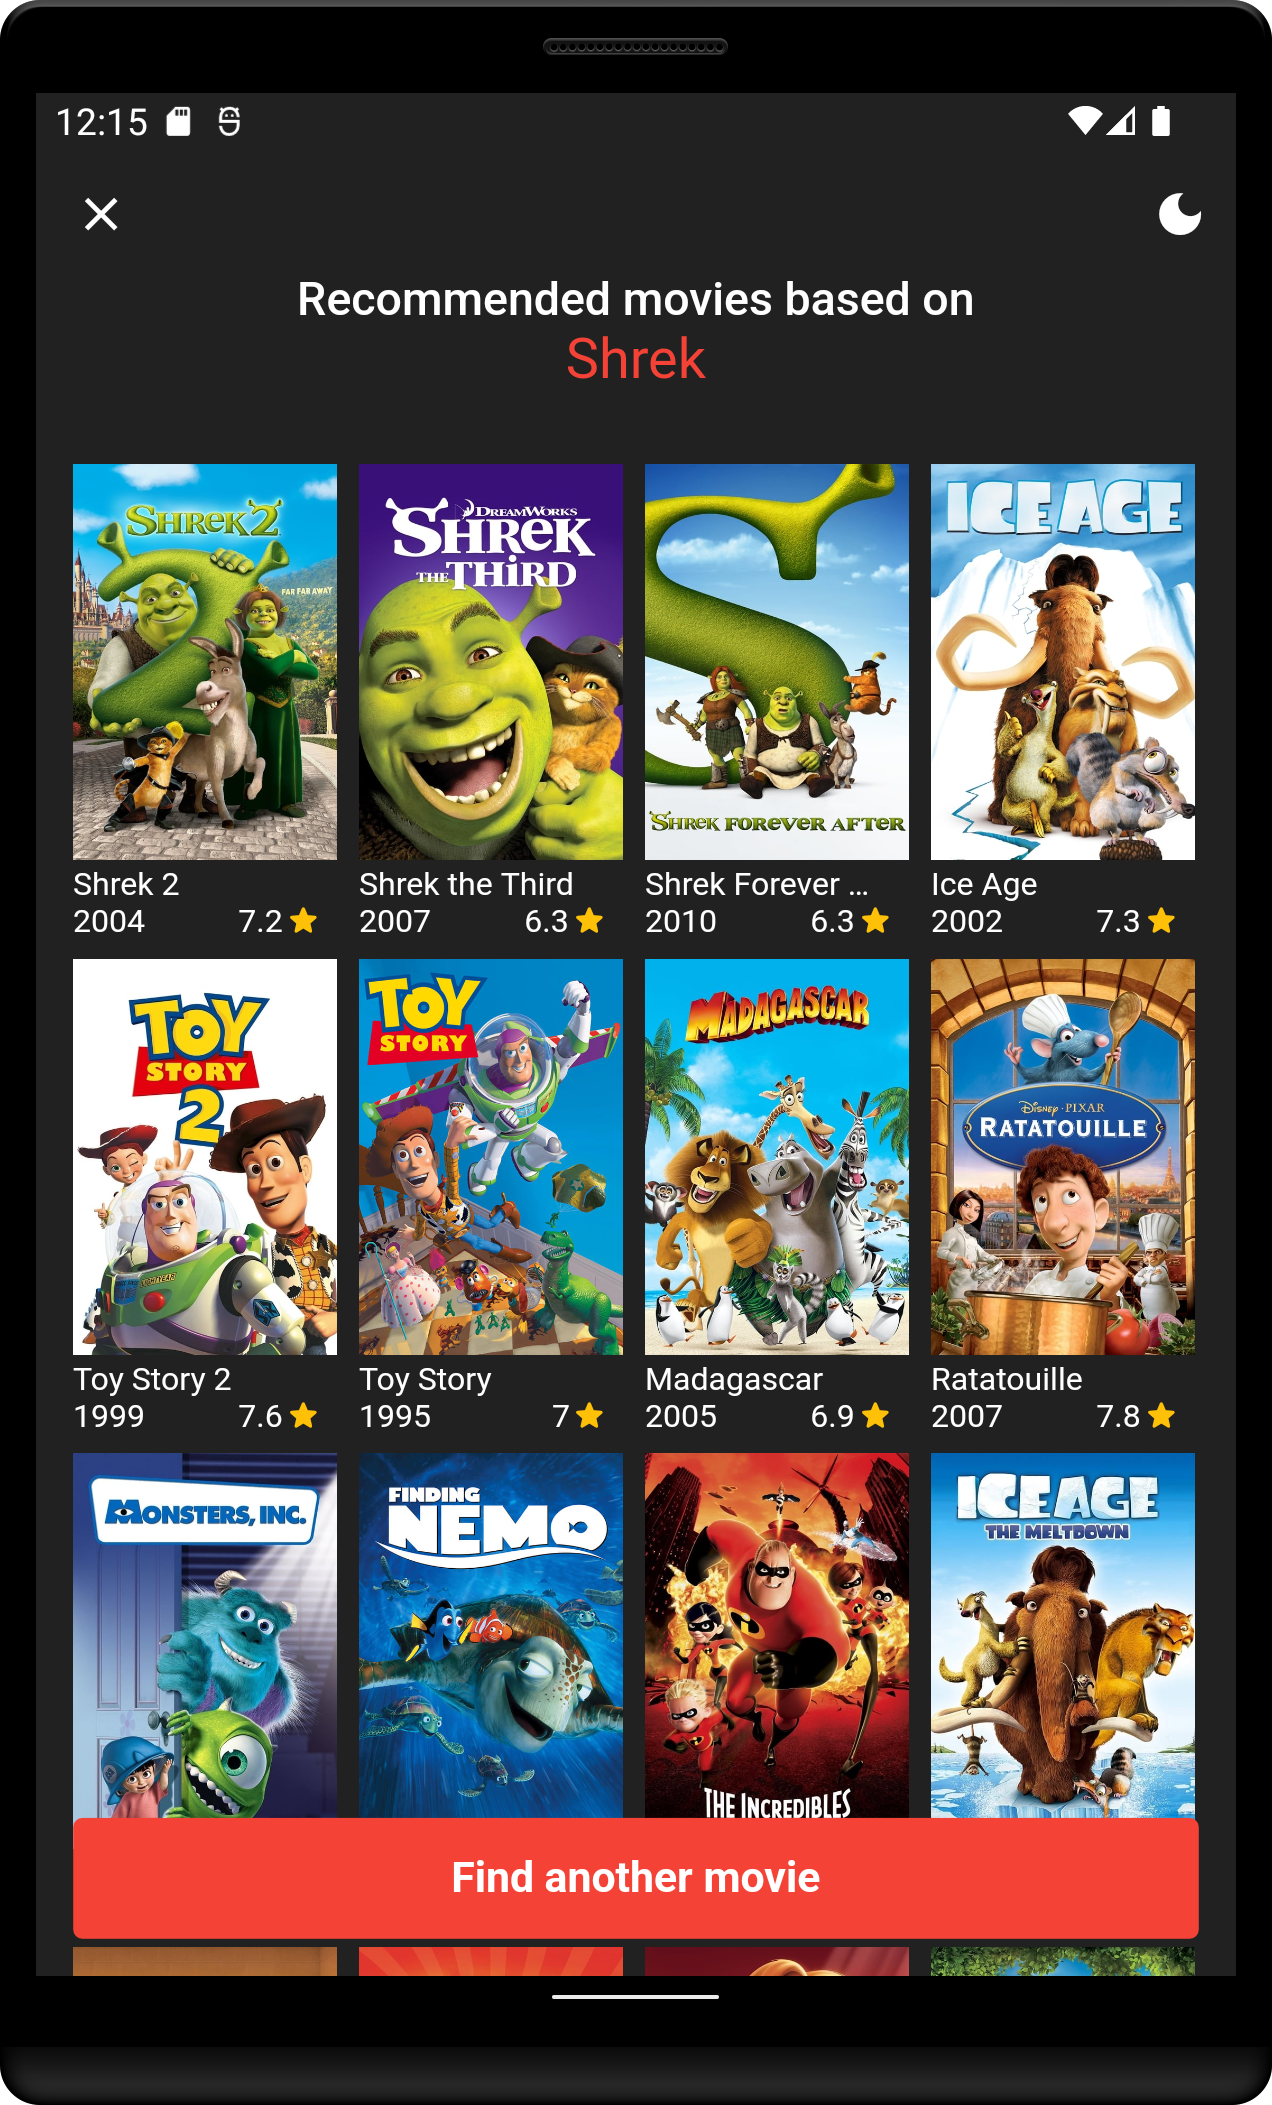 12:15
Recommended movies based on
Shrek
SHREK 2
FAR FAR AWAY
DREAMWORKS
SHREK
THE THIRD
SHREK FOREVER AFTER
ICE AGE
Shrek 2
2004 7.2
Shrek the Third
2007 6.3
Shrek Forever ...
2010 6.3
Ice Age
2002 7.3
TOY
STORY
2
TOY
STORY
MADAGASCAR
DISNEY · PIXAR
RATATOUILLE
Toy Story 2
1999 7.6
Toy Story
1995 7
Madagascar
2005 6.9
Ratatouille
2007 7.8
MONSTERS, INC.
FINDING
NEMO
THE INCREDIBLES
ICE AGE
THE MELTDOWN
Find another movie